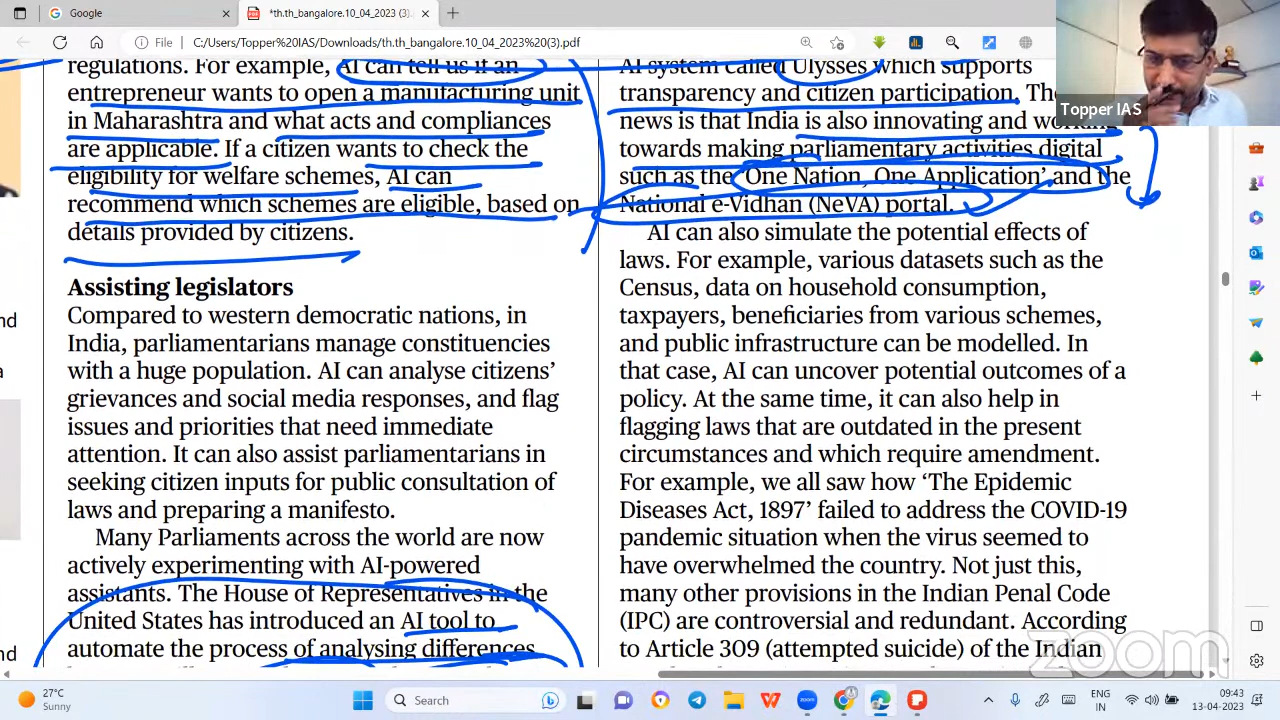 Google
*th.th_bangalore.10_04_2023 (3).
File
C:/Users/Topper%20IAS/Downloads/th.th_bangalore.10_04_2023%20(3).pdf
Topper IAS
regulations. For example, AI can tell us if an
entrepreneur wants to open a manufacturing unit
in Maharashtra and what acts and compliances
are applicable. If a citizen wants to check the
eligibility for welfare schemes, AI can
recommend which schemes are eligible, based on
details provided by citizens.
Assisting legislators
Compared to western democratic nations, in
India, parliamentarians manage constituencies
with a huge population. AI can analyse citizens’
grievances and social media responses, and flag
issues and priorities that need immediate
attention. It can also assist parliamentarians in
seeking citizen inputs for public consultation of
laws and preparing a manifesto.
Many Parliaments across the world are now
actively experimenting with AI-powered
assistants. The House of Representatives in the
United States has introduced an AI tool to
automate the process of analysing differences
AI system called Ulysses which supports
transparency and citizen participation. The
news is that India is also innovating and working
towards making parliamentary activities digital
such as the ‘One Nation, One Application’ and the
National e-Vidhan (NeVA) portal.
AI can also simulate the potential effects of
laws. For example, various datasets such as the
Census, data on household consumption,
taxpayers, beneficiaries from various schemes,
and public infrastructure can be modelled. In
that case, AI can uncover potential outcomes of a
policy. At the same time, it can also help in
flagging laws that are outdated in the present
circumstances and which require amendment.
For example, we all saw how ‘The Epidemic
Diseases Act, 1897’ failed to address the COVID-19
pandemic situation when the virus seemed to
have overwhelmed the country. Not just this,
many other provisions in the Indian Penal Code
(IPC) are controversial and redundant. According
to Article 309 (attempted suicide) of the Indian
nd
a
nd
zoom
27°C
Sunny
Search
ENG
IN
09:43
13-04-2023